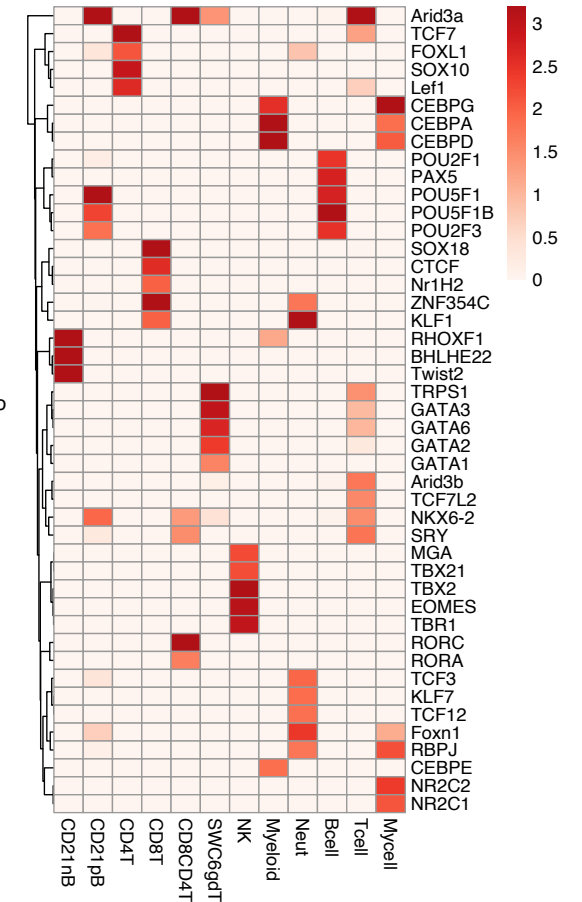 Arid3a
TCF7
FOXL1
SOX10
Lef1
CEBPG
CEBPA
CEBPD
POU2F1
PAX5
POU5F1
POU5F1B
POU2F3
SOX18
CTCF
Nr1H2
ZNF354C
KLF1
RHOXF1
BHLHE22
Twist2
TRPS1
GATA3
GATA6
GATA2
GATA1
Arid3b
TCF7L2
NKX6-2
SRY
MGA
TBX21
TBX2
EOMES
TBR1
RORC
RORA
TCF3
KLF7
TCF12
Foxn1
RBPJ
CEBPE
NR2C2
NR2C1
3
2.5
2
1.5
1
0.5
0
CD21nB
CD21pB
CD4T
CD8T
CD8CD4T
SWC6gdT
NK
Myeloid
Neut
Bcell
Tcell
Mycell